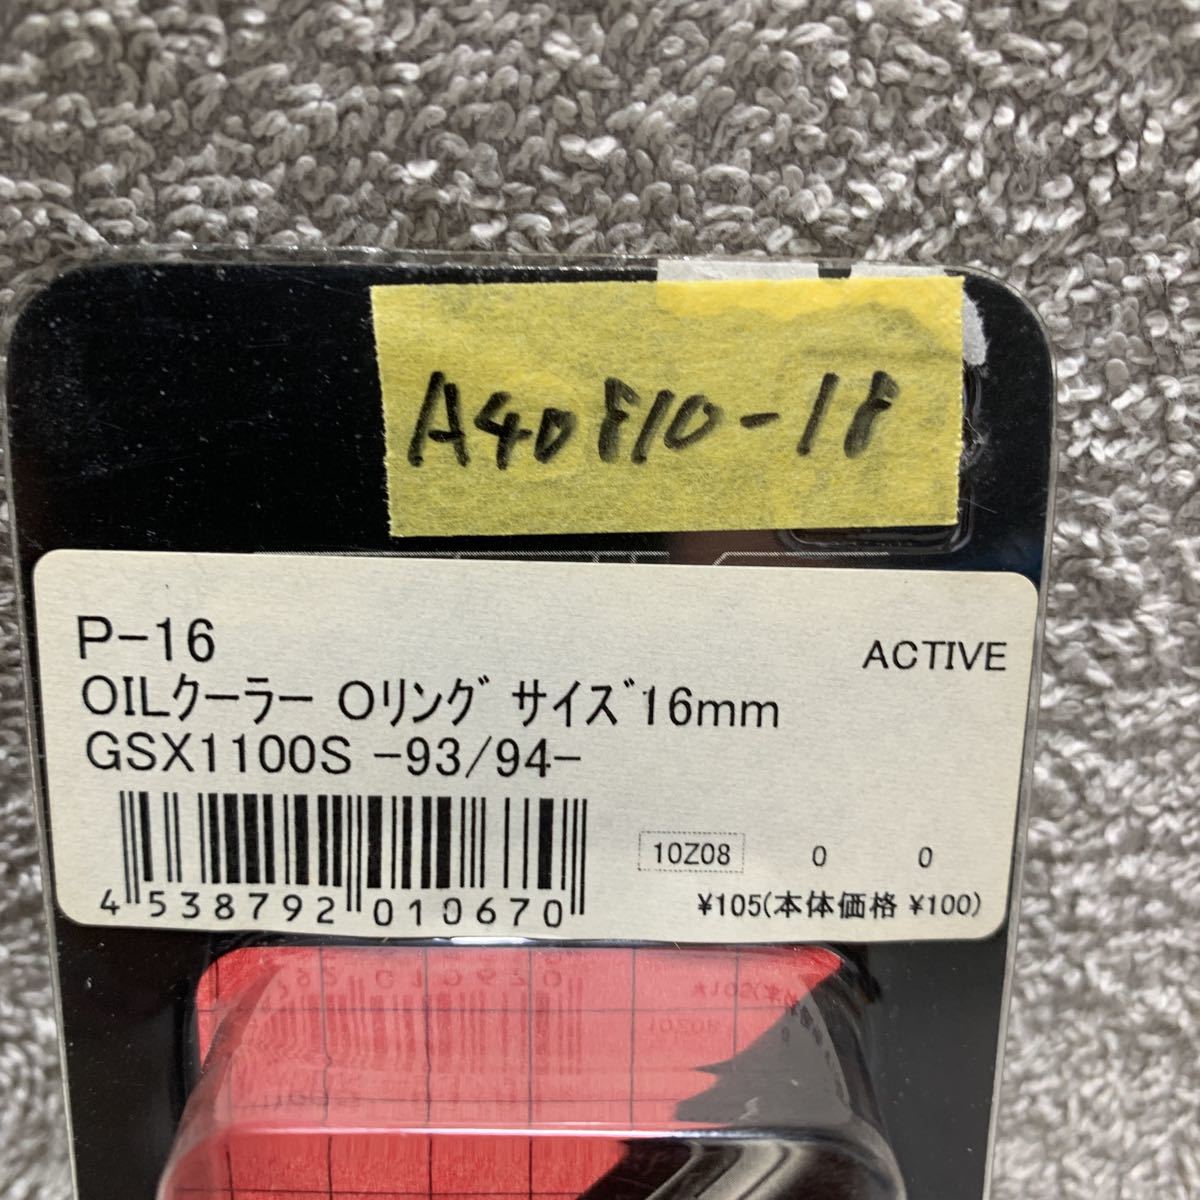 A40810-18
P-16
ACTIVE
OILクーラー Oリング サイズ16mm
GSX1100S -93/94-
10Z08 0 0
4 538792 010670
¥105(本体価格 ¥100)